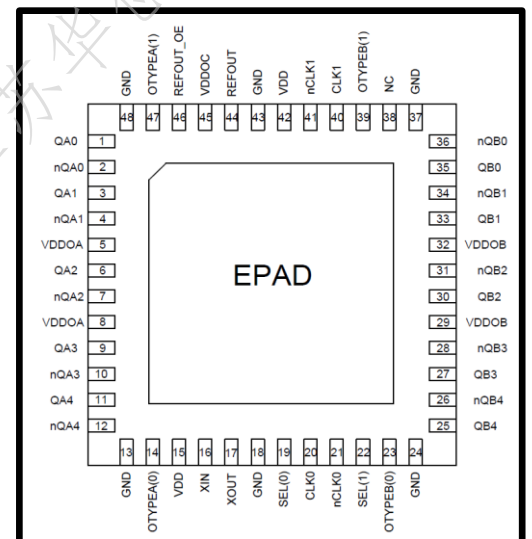 苏华
GND
OTYPEA(1)
REFOUT_OE
VDDOC
REFOUT
GND
VDD
nCLK1
CLK1
OTYPEB(1)
NC
GND
48 47 46 45 44 43 42 41 40 39 38 37
QA0 1 36 nQB0
nQA0 2 35 QB0
QA1 3 34 nQB1
nQA1 4 33 QB1
VDDOA 5 32 VDDOB
QA2 6 31 nQB2
nQA2 7 30 QB2
VDDOA 8 29 VDDOB
QA3 9 28 nQB3
nQA3 10 27 QB3
QA4 11 26 nQB4
nQA4 12 25 QB4
EPAD
13 14 15 16 17 18 19 20 21 22 23 24
GND
OTYPEA(0)
VDD
XIN
XOUT
GND
SEL(0)
CLK0
nCLK0
SEL(1)
OTYPEB(0)
GND